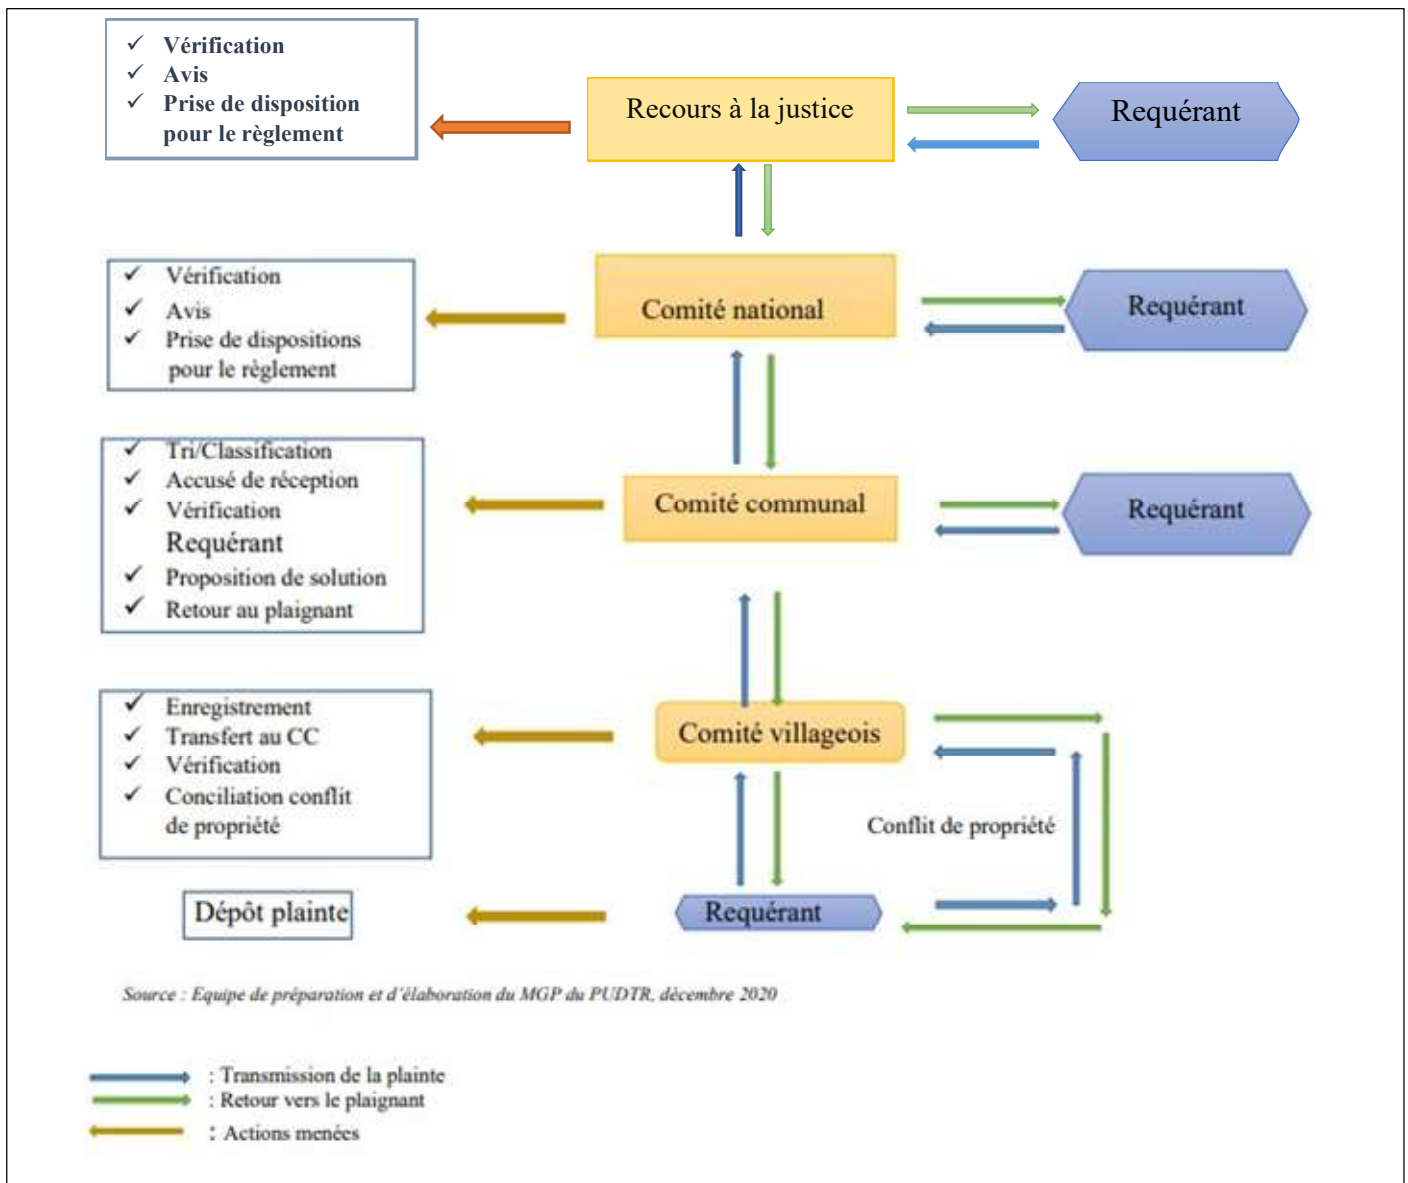 ✓ Vérification
✓ Avis
✓ Prise de disposition
pour le règlement
Recours à la justice
Requérant
✓ Vérification
✓ Avis
✓ Prise de dispositions
pour le règlement
Comité national
Requérant
✓ Tri/Classification
✓ Accusé de réception
✓ Vérification
Requérant
✓ Proposition de solution
✓ Retour au plaignant
Comité communal
Requérant
✓ Enregistrement
✓ Transfert au CC
✓ Vérification
✓ Conciliation conflit
de propriété
Comité villageois
Conflit de propriété
Dépôt plainte
Requérant
Source : Equipe de préparation et d'élaboration du MGP du PUDTR, décembre 2020
: Transmission de la plainte
: Retour vers le plaignant
: Actions menées